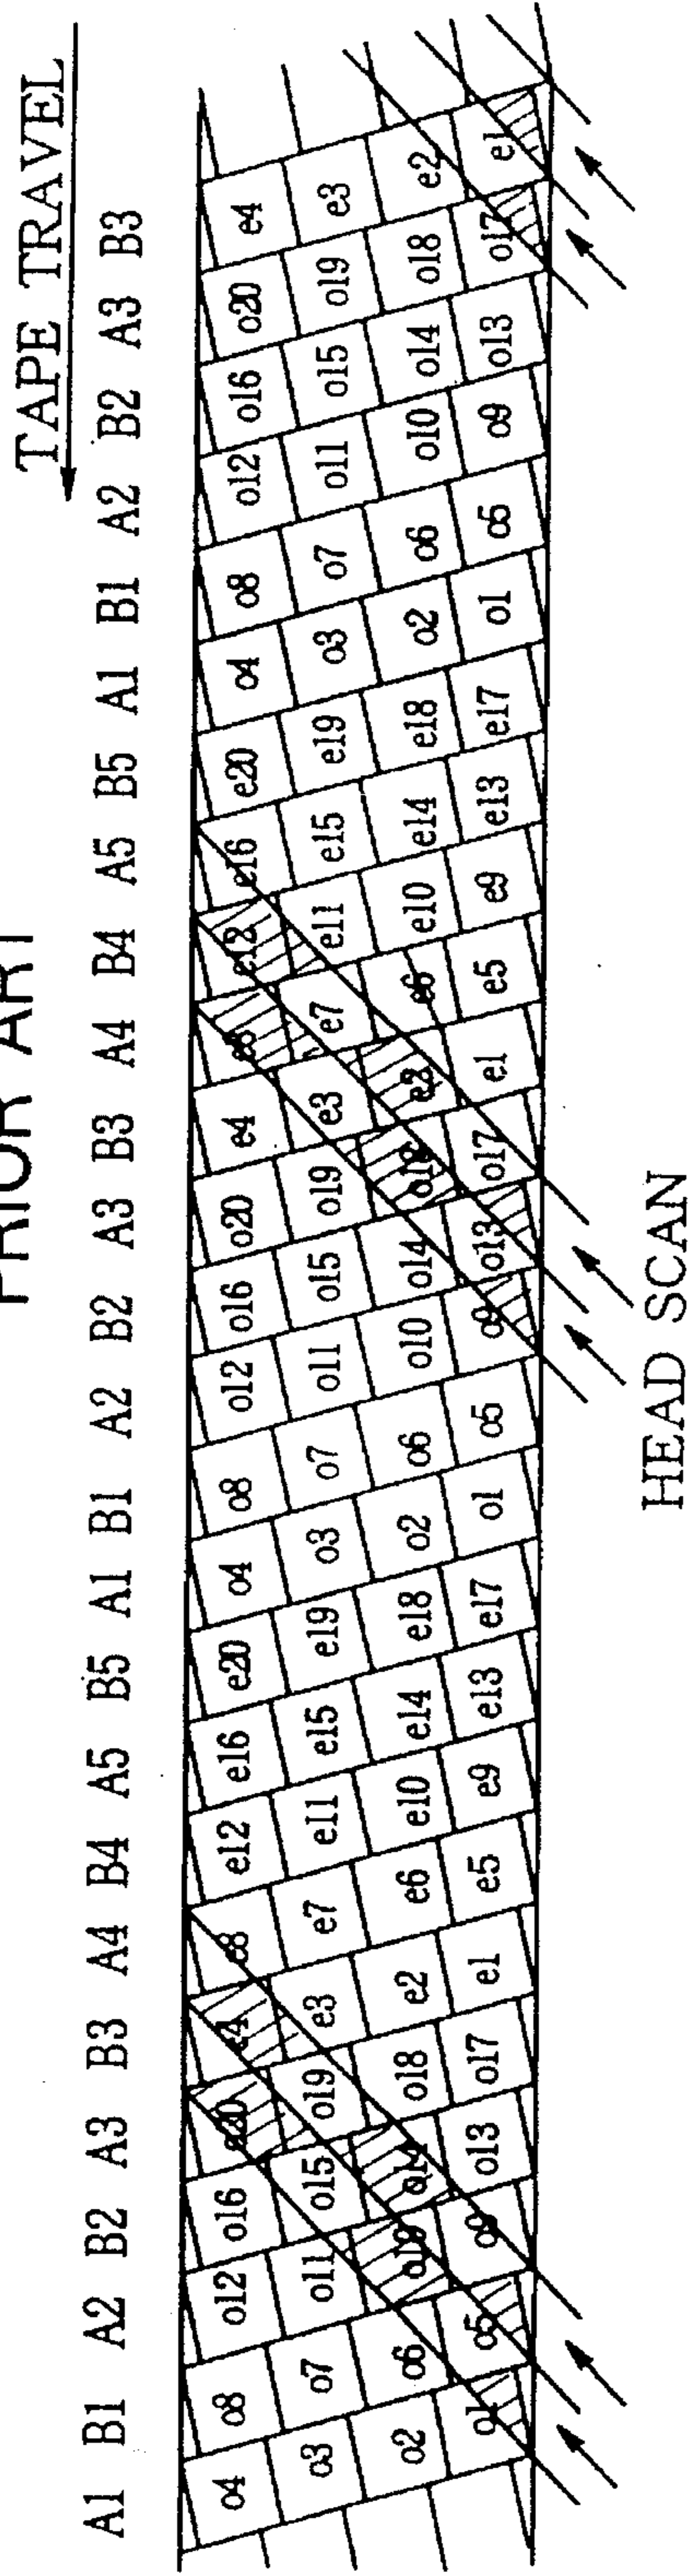 PRIOR ART
TAPE TRAVEL
A1 B1 A2 B2 A3 B3 A4 B4 A5 B5 A1 B1 A2 B2 A3 B3 A4 B4 A5 B5 A1 B1 A2 B2 A3 B3
o4 o8 o12 o16 o20 e4 e8 e12 e16 e20 o4 o8 o12 o16 o20 e4 e8 e12 e16 e20 o4 o8 o12 o16 o20 e4
o3 o7 o11 o15 o19 e3 e7 e11 e15 e19 o3 o7 o11 o15 o19 e3 e7 e11 e15 e19 o3 o7 o11 o15 o19 e3
o2 o6 o10 o14 o18 e2 e6 e10 e14 e18 o2 o6 o10 o14 o18 e2 e6 e10 e14 e18 o2 o6 o10 o14 o18 e2
o1 o5 o9 o13 o17 e1 e5 e9 e13 e17 o1 o5 o9 o13 o17 e1 e5 e9 e13 e17 o1 o5 o9 o13 o17 e1
HEAD SCAN